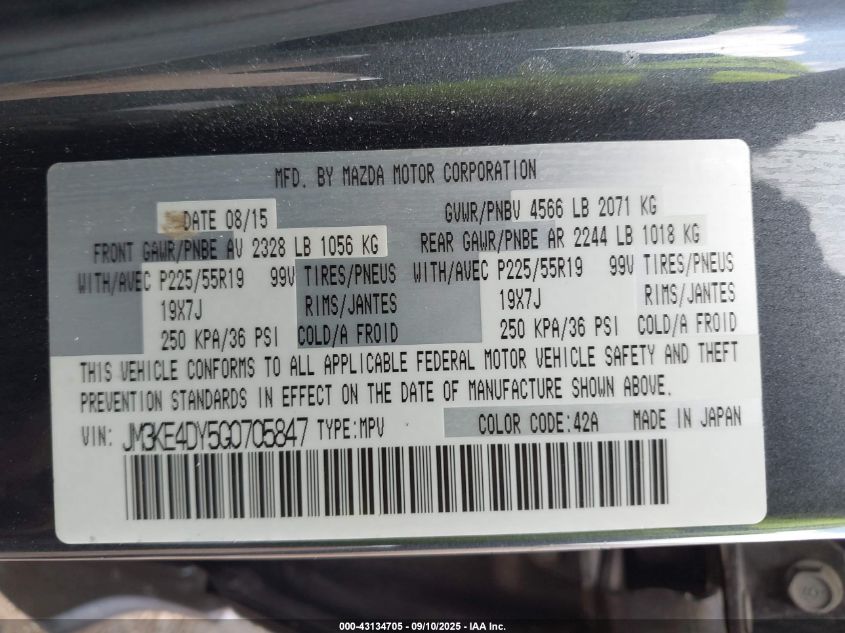 MFD. BY MAZDA MOTOR CORPORATION
DATE 08/15 GVWR/PNBV 4566 LB 2071 KG
FRONT GAWR/PNBE AV 2328 LB 1056 KG REAR GAWR/PNBE AR 2244 LB 1018 KG
WITH/AVEC P225/55R19 99V TIRES/PNEUS WITH/AVEC P225/55R19 99V TIRES/PNEUS
19X7J RIMS/JANTES 19X7J RIMS/JANTES
250 KPA/36 PSI COLD/A FROID 250 KPA/36 PSI COLD/A FROID
THIS VEHICLE CONFORMS TO ALL APPLICABLE FEDERAL MOTOR VEHICLE SAFETY AND THEFT
PREVENTION STANDARDS IN EFFECT ON THE DATE OF MANUFACTURE SHOWN ABOVE.
VIN: JM3KE4DY5G0705847 TYPE:MPV COLOR CODE:42A MADE IN JAPAN
000-43134705 - 09/10/2025 - IAA Inc.